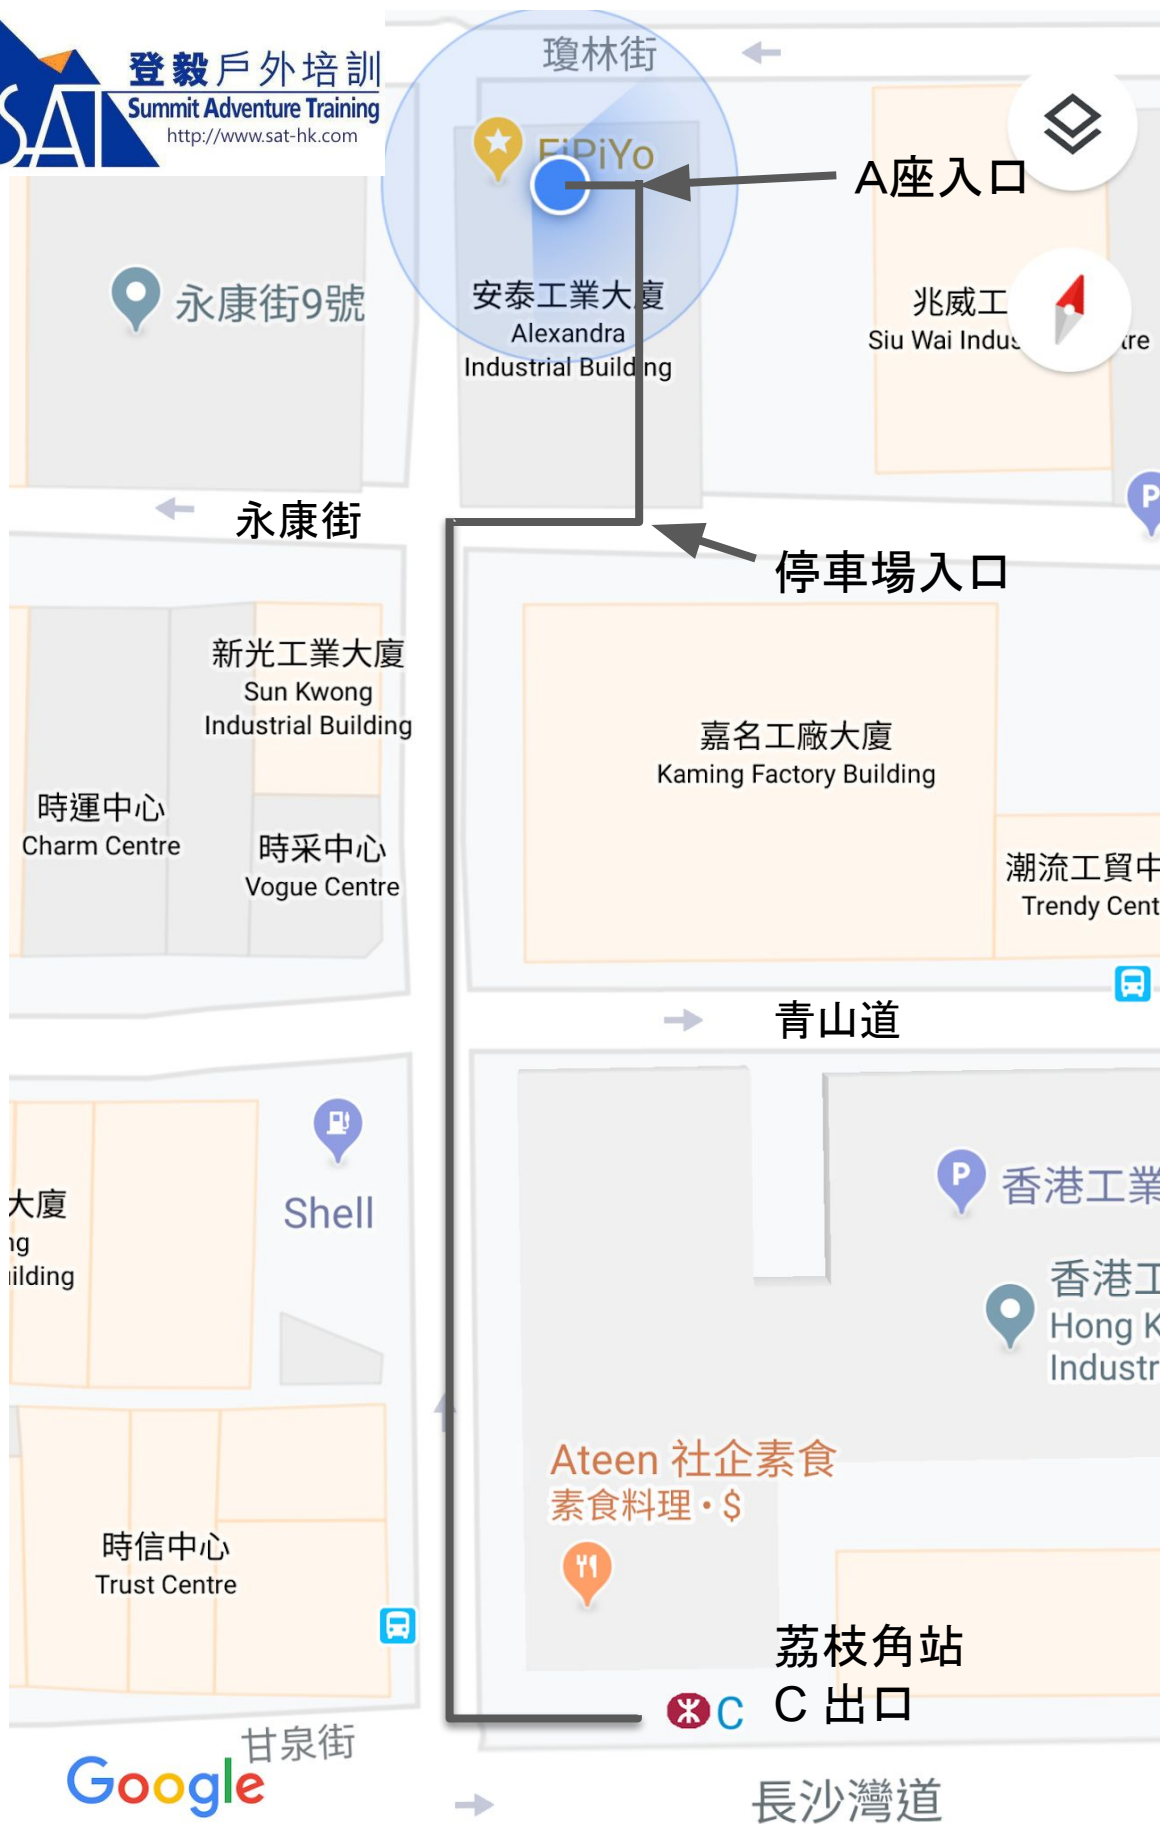 SAT
登毅戶外培訓
Summit Adventure Training
http://www.sat-hk.com
瓊林街
FiPiYo
A座入口
永康街9號
安泰工業大廈
Alexandra
Industrial Building
兆威工
Siu Wai Indus
tre
P
永康街
停車場入口
新光工業大廈
Sun Kwong
Industrial Building
嘉名工廠大廈
Kaming Factory Building
時運中心
Charm Centre
時采中心
Vogue Centre
潮流工貿中
Trendy Cent
青山道
Shell
P
香港工業
大廈
ng
uilding
香港工
Hong K
Industr
Ateen 社企素食
素食料理 • $
時信中心
Trust Centre
荔枝角站
C
C 出口
甘泉街
Google
長沙灣道